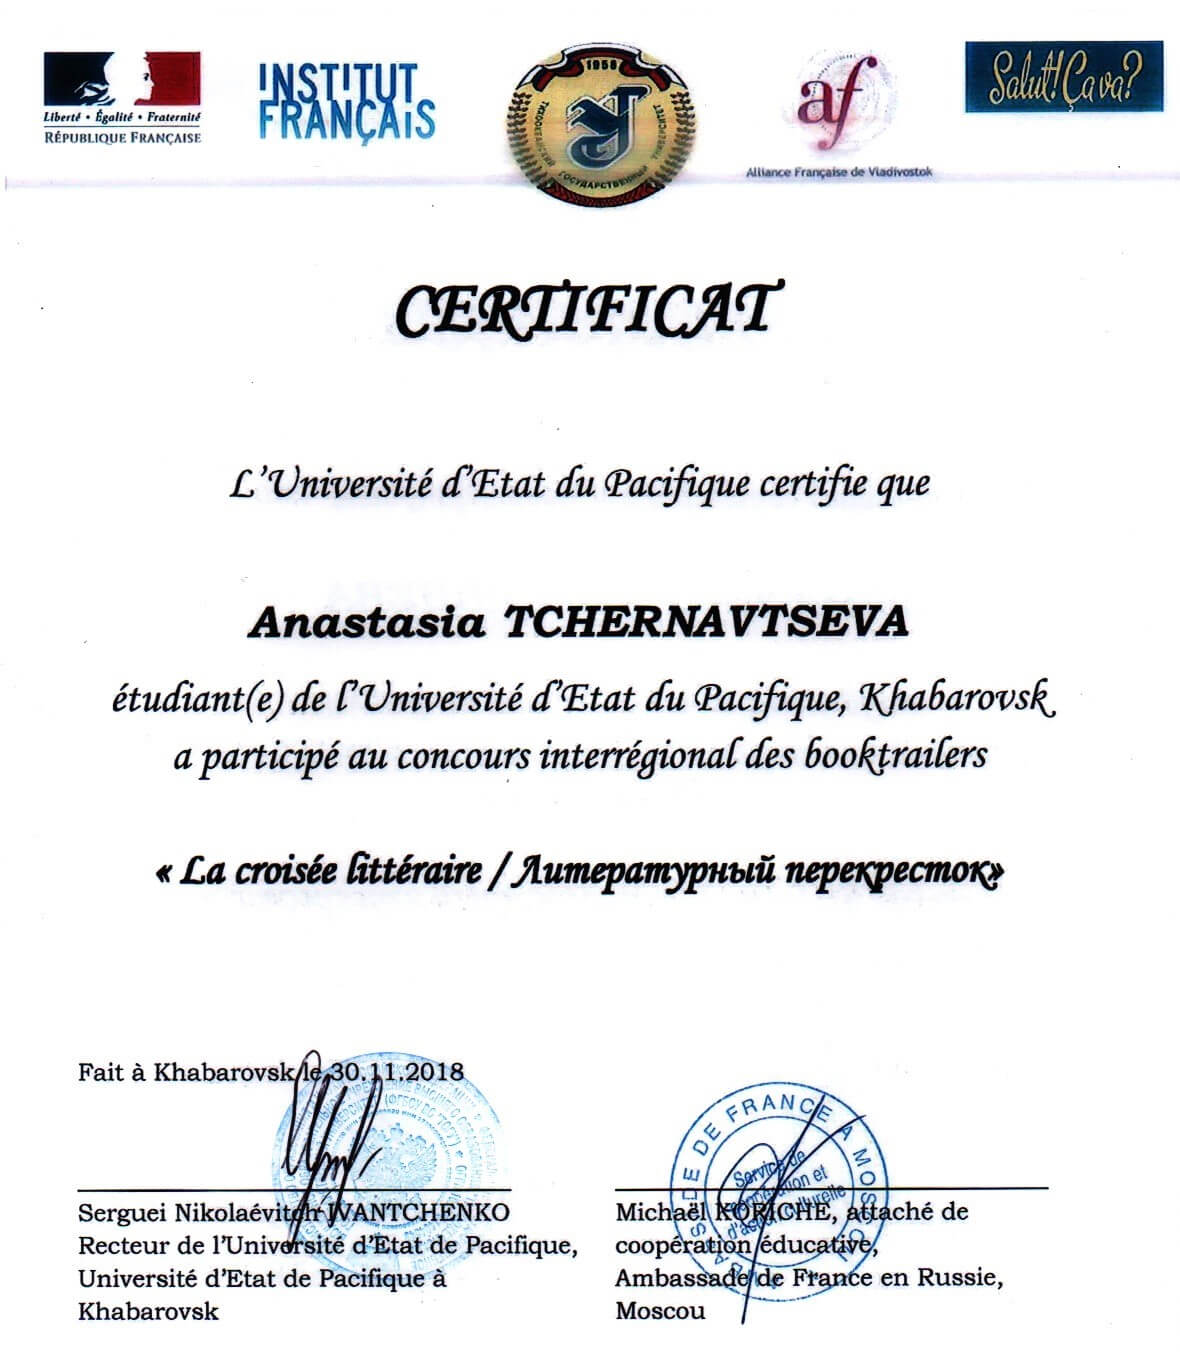 Liberté • Égalité • Fraternité
RÉPUBLIQUE FRANÇAISE
INSTITUT
FRANÇAIS
1958
ТИХООКЕАНСКИЙ ГОСУДАРСТВЕННЫЙ УНИВЕРСИТЕТ
af
Alliance Française de Vladivostok
Salut! Ça va?
CERTIFICAT
L'Université d'Etat du Pacifique certifie que
Anastasia TCHERNAVTSEVA
étudiant(e) de l'Université d'Etat du Pacifique, Khabarovsk
a participé au concours interrégional des booktrailers
« La croisée littéraire / Литературный перекресток»
Fait à Khabarovsk le 30.11.2018
Serguei Nikolaévitch IVANTCHENKO
Recteur de l'Université d'Etat de Pacifique,
Université d'Etat de Pacifique à
Khabarovsk
AMBASSADE DE FRANCE A MOSCOU
Service de
coopération et
d'action culturelle
Michaël KORICHE, attaché de
coopération éducative,
Ambassade de France en Russie,
Moscou